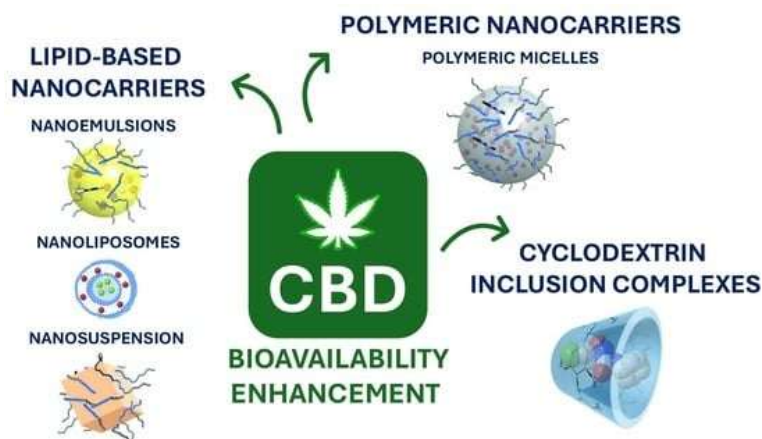 LIPID-BASED
NANOCARRIERS
NANOEMULSIONS
NANOLIPOSOMES
NANOSUSPENSION
POLYMERIC NANOCARRIERS
POLYMERIC MICELLES
CBD
BIOAVAILABILITY
ENHANCEMENT
CYCLODEXTRIN
INCLUSION COMPLEXES